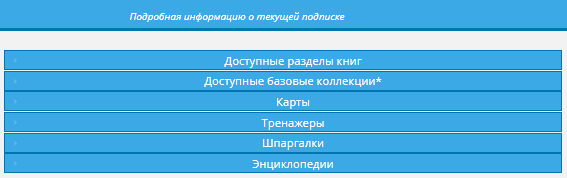 Подробная информацию о текущей подписке
Доступные разделы книг
Доступные базовые коллекции*
Карты
Тренажеры
Шпаргалки
Энциклопедии